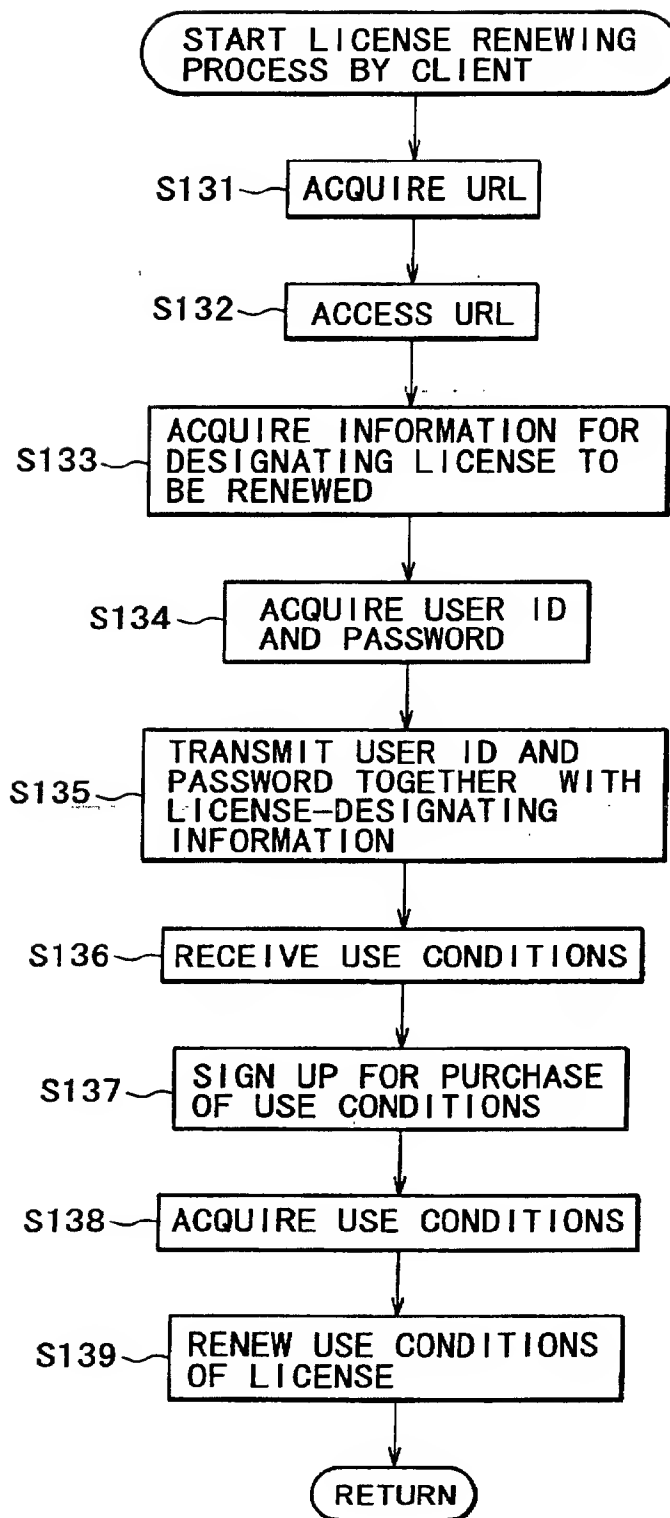 START LICENSE RENEWING
PROCESS BY CLIENT
S131
ACQUIRE URL
S132
ACCESS URL
S133
ACQUIRE INFORMATION FOR
DESIGNATING LICENSE TO
BE RENEWED
S134
ACQUIRE USER ID
AND PASSWORD
S135
TRANSMIT USER ID AND
PASSWORD TOGETHER WITH
LICENSE-DESIGNATING
INFORMATION
S136
RECEIVE USE CONDITIONS
S137
SIGN UP FOR PURCHASE
OF USE CONDITIONS
S138
ACQUIRE USE CONDITIONS
S139
RENEW USE CONDITIONS
OF LICENSE
RETURN